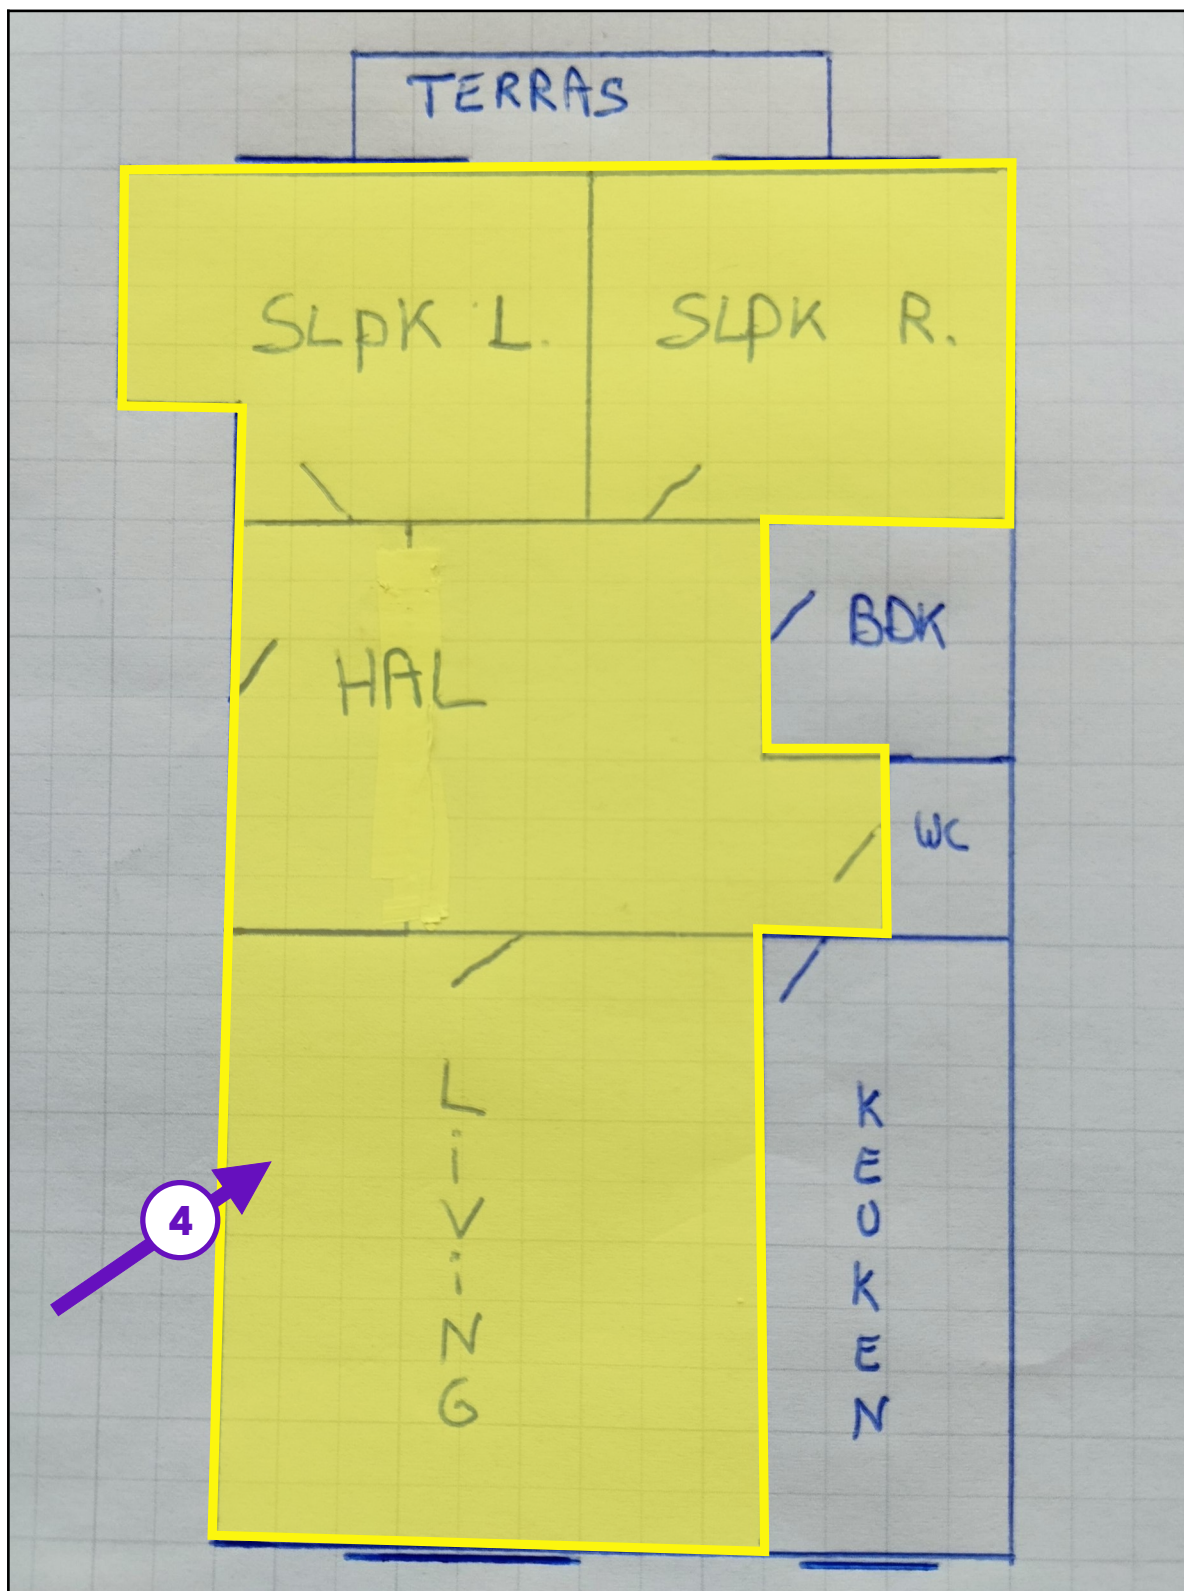 TERRAS
SLpK L.
SLpK R.
BDK
HAL
WC
LiViNG
KEUKEN
4